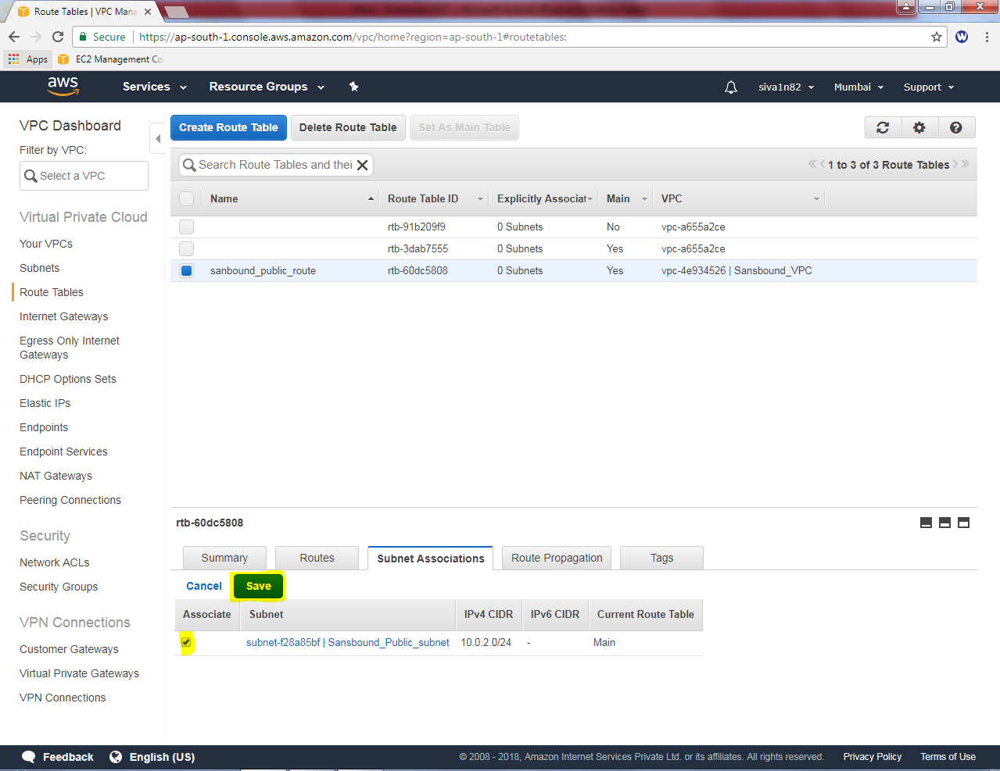 Route Tables | VPC Mana
Secure
https://ap-south-1.console.aws.amazon.com/vpc/home?region=ap-south-1#routetables:
W
Apps
EC2 Management Co
aws
Services
Resource Groups
siva1n82
Mumbai
Support
VPC Dashboard
Filter by VPC:
Select a VPC
Virtual Private Cloud
Your VPCs
Subnets
Route Tables
Internet Gateways
Egress Only Internet
Gateways
DHCP Options Sets
Elastic IPs
Endpoints
Endpoint Services
NAT Gateways
Peering Connections
Security
Network ACLs
Security Groups
VPN Connections
Customer Gateways
Virtual Private Gateways
VPN Connections
Create Route Table
Delete Route Table
Set As Main Table
Search Route Tables and thei
1 to 3 of 3 Route Tables
Name Route Table ID Explicitly Associat Main VPC
rtb-91b209f9 0 Subnets No vpc-a655a2ce
rtb-3dab7555 0 Subnets Yes vpc-a655a2ce
sanbound_public_route rtb-60dc5808 0 Subnets Yes vpc-4e934526 | Sansbound_VPC
rtb-60dc5808
Summary
Routes
Subnet Associations
Route Propagation
Tags
Cancel
Save
Associate Subnet IPv4 CIDR IPv6 CIDR Current Route Table
subnet-f28a85bf | Sansbound_Public_subnet 10.0.2.0/24 - Main
Feedback
English (US)
© 2008 - 2018, Amazon Internet Services Private Ltd. or its affiliates. All rights reserved.
Privacy Policy
Terms of Use